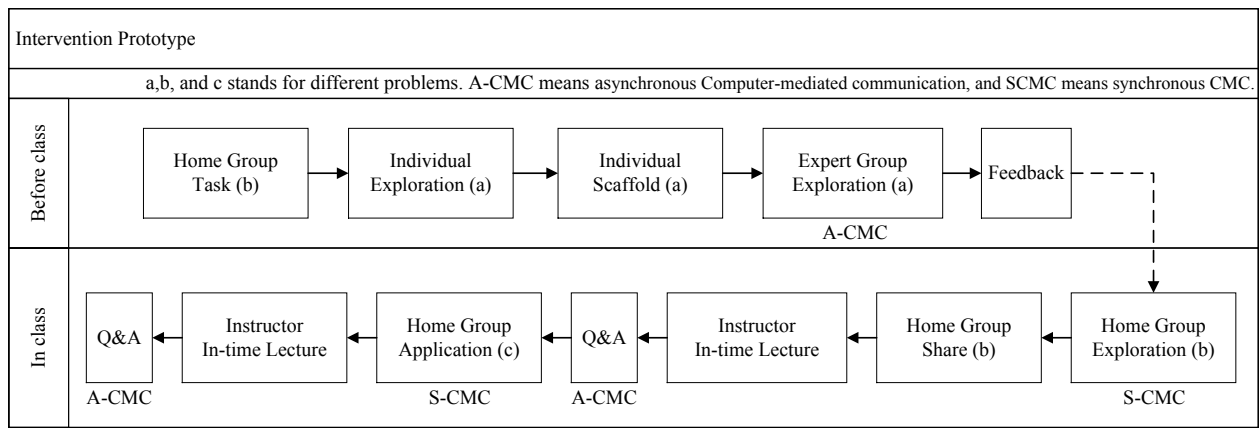 Intervention Prototype
a,b, and c stands for different problems. A-CMC means asynchronous Computer-mediated communication, and SCMC means synchronous CMC.
Before class
Home Group
Task (b)
Individual
Exploration (a)
Individual
Scaffold (a)
Expert Group
Exploration (a)
Feedback
A-CMC
In class
Q&A
Instructor
In-time Lecture
Home Group
Application (c)
Q&A
Instructor
In-time Lecture
Home Group
Share (b)
Home Group
Exploration (b)
A-CMC
S-CMC
A-CMC
S-CMC